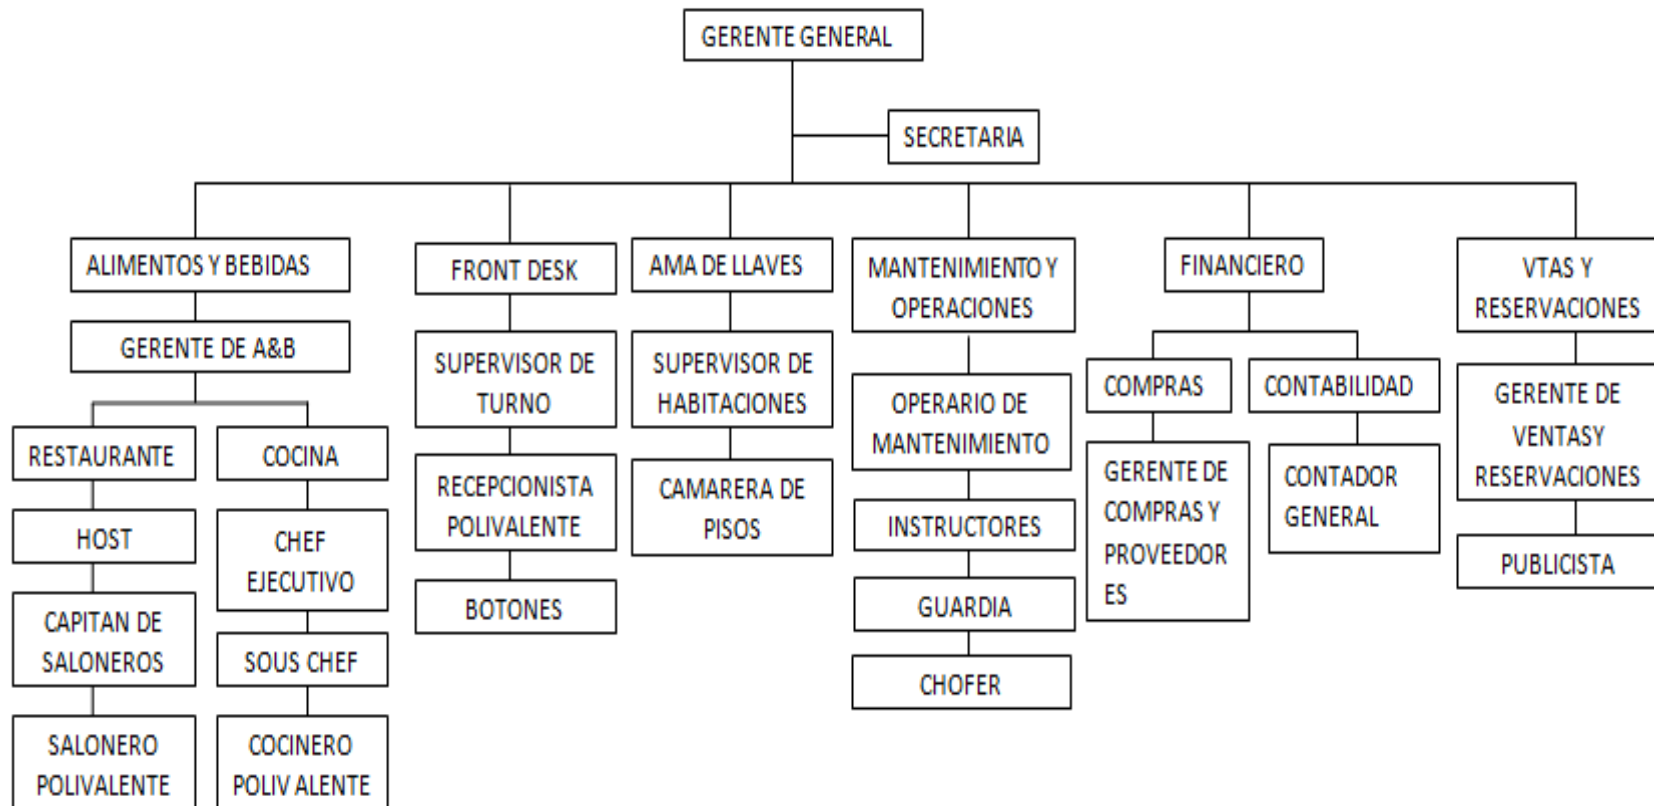 GERENTE GENERAL
SECRETARIA
ALIMENTOS Y BEBIDAS
GERENTE DE A&B
RESTAURANTE
HOST
CAPITAN DE
SALONEROS
SALONERO
POLIVALENTE
COCINA
CHEF
EJECUTIVO
SOUS CHEF
COCINERO
POLIV ALENTE
FRONT DESK
SUPERVISOR DE
TURNO
RECEPCIONISTA
POLIVALENTE
BOTONES
AMA DE LLAVES
SUPERVISOR DE
HABITACIONES
CAMARERA DE
PISOS
MANTENIMIENTO Y
OPERACIONES
OPERARIO DE
MANTENIMIENTO
INSTRUCTORES
GUARDIA
CHOFER
FINANCIERO
COMPRAS
GERENTE DE
COMPRAS Y
PROVEEDOR
ES
CONTABILIDAD
CONTADOR
GENERAL
VTAS Y
RESERVACIONES
GERENTE DE
VENTASY
RESERVACIONES
PUBLICISTA